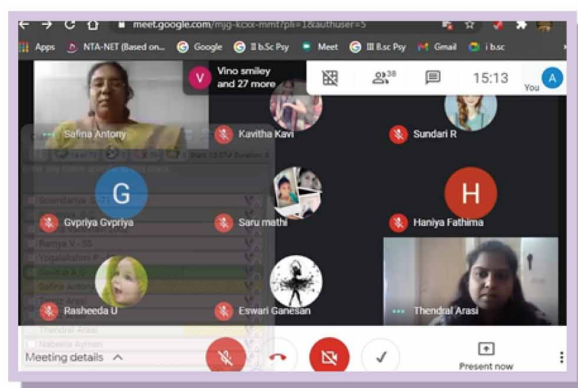 meet.google.com/mjg-kcxx-mmt?pli=1&authuser=5
Apps NTA-NET (Based on... Google II b.Sc Psy Meet III B.sc Psy Gmail i b.sc
V Vino smiley
and 27 more
38 15:13
You A
Safina Antony
Kavitha Kavi
Sundari R
G
H
Gvpriya Gvpriya
Saru mathi
Haniya Fathima
Ramya V - SS
Rasheeda U
Eswari Ganesan
Thendral Arasi
Meeting details
Present now